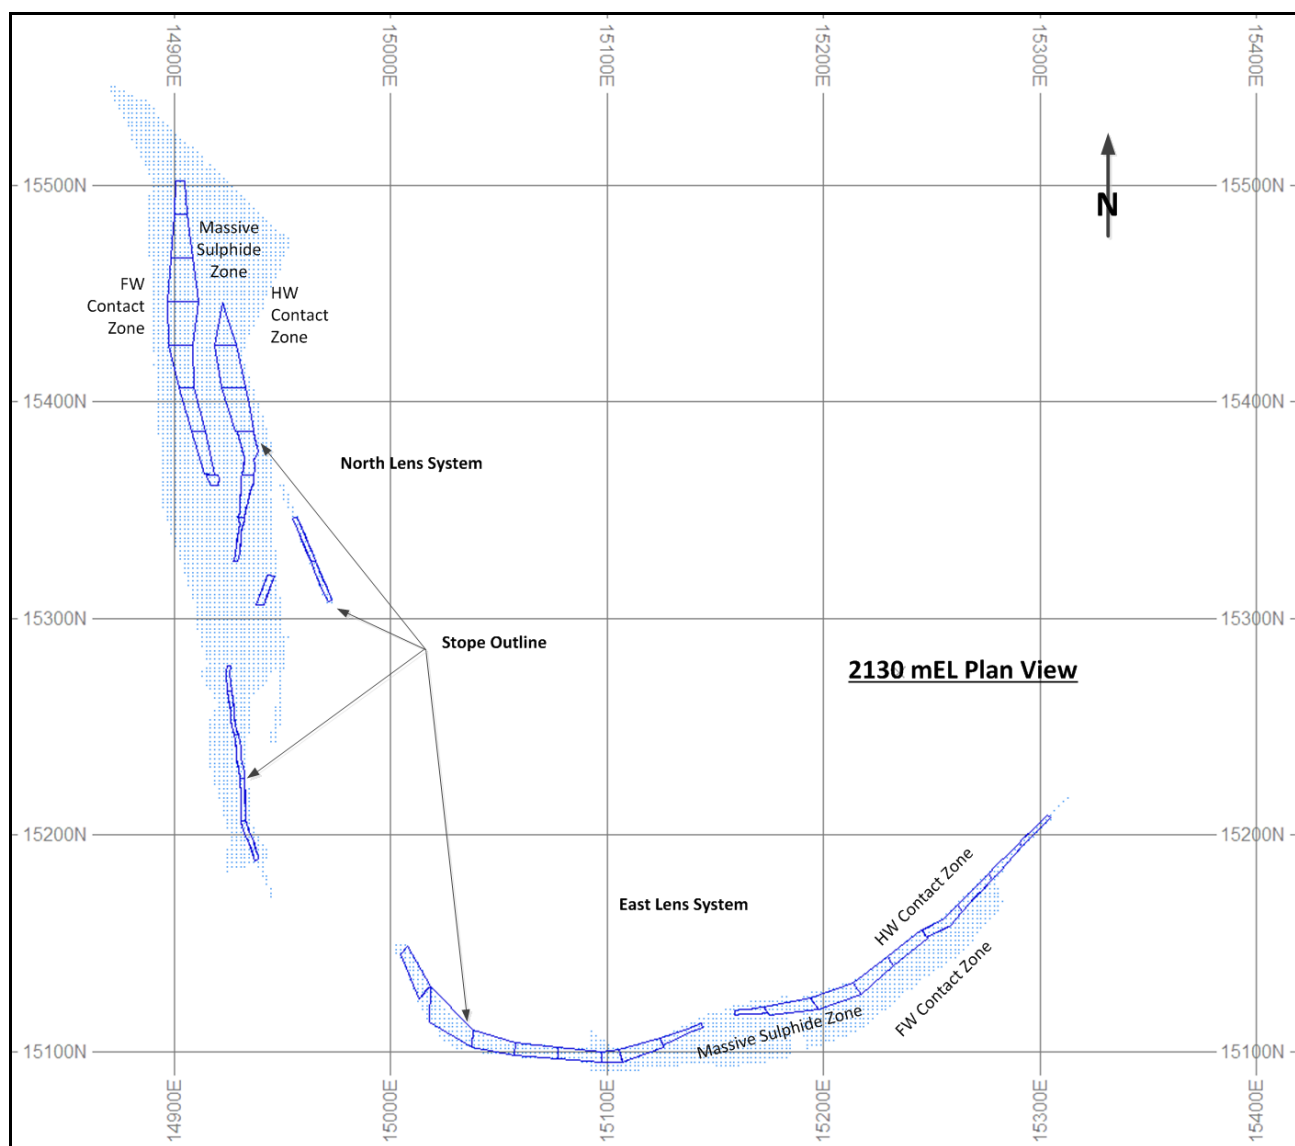 14900E
15000E
15100E
15200E
15300E
15400E
15500N
15500N
N
Massive
Sulphide
Zone
FW
Contact
Zone
HW
Contact
Zone
15400N
15400N
North Lens System
15300N
15300N
Stope Outline
2130 mEL Plan View
15200N
15200N
East Lens System
HW Contact Zone
FW Contact Zone
Massive Sulphide Zone
15100N
15100N
14900E
15000E
15100E
15200E
15300E
15400E